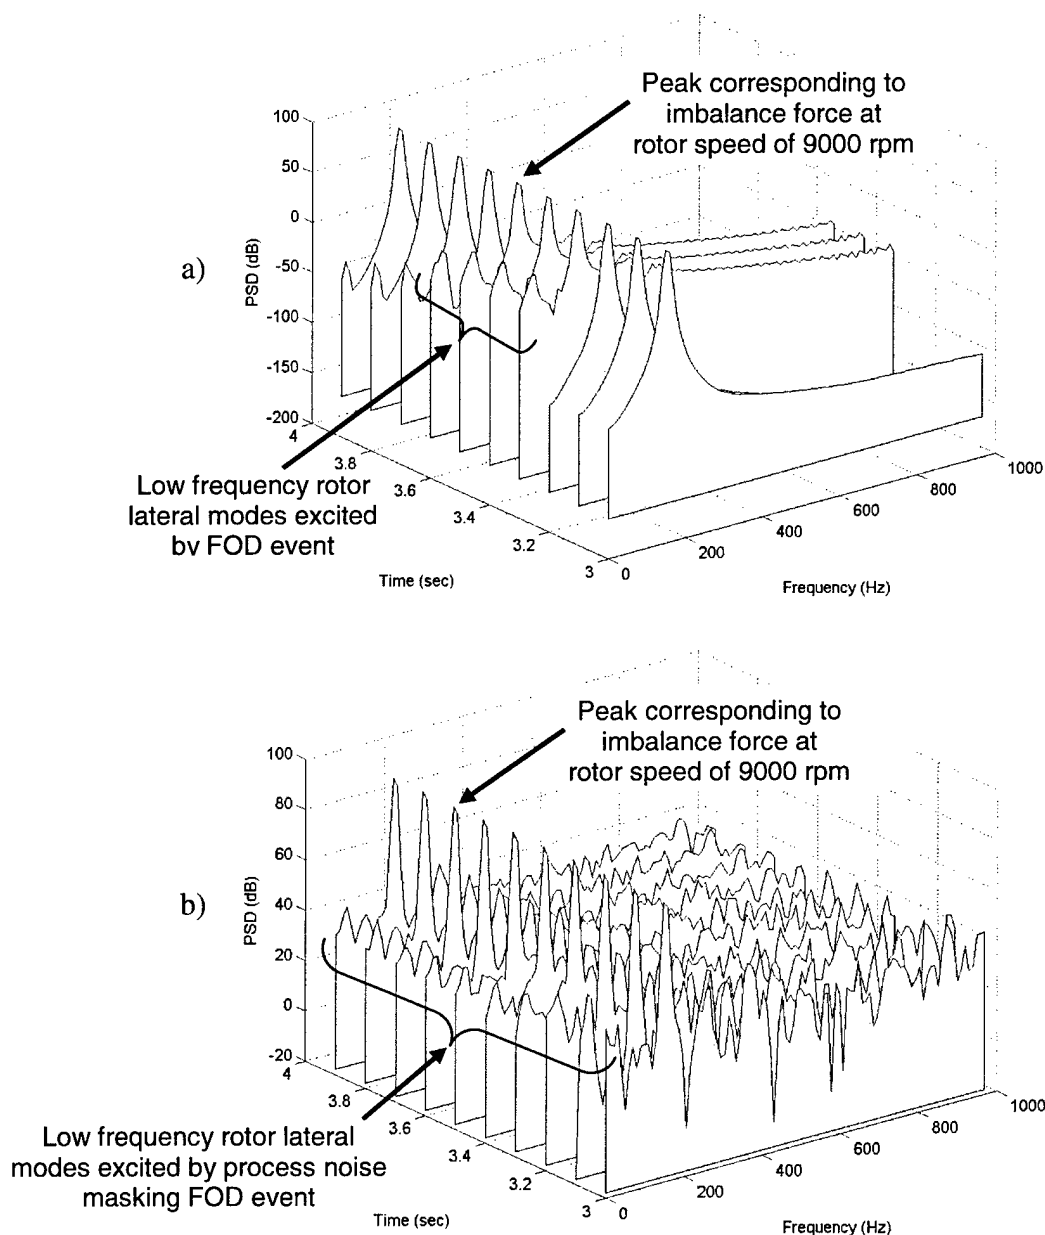 Peak corresponding to
imbalance force at
rotor speed of 9000 rpm
a)
PSD (dB)
100
50
0
-50
-100
-150
-200
4
3.8
3.6
3.4
3.2
3
Time (sec)
0
200
400
600
800
1000
Frequency (Hz)
Low frequency rotor
lateral modes excited
bv FOD event
Peak corresponding to
imbalance force at
rotor speed of 9000 rpm
b)
PSD (dB)
100
80
60
40
20
0
-20
4
3.8
3.6
3.4
3.2
3
Time (sec)
0
200
400
600
800
1000
Frequency (Hz)
Low frequency rotor lateral
modes excited by process noise
masking FOD event